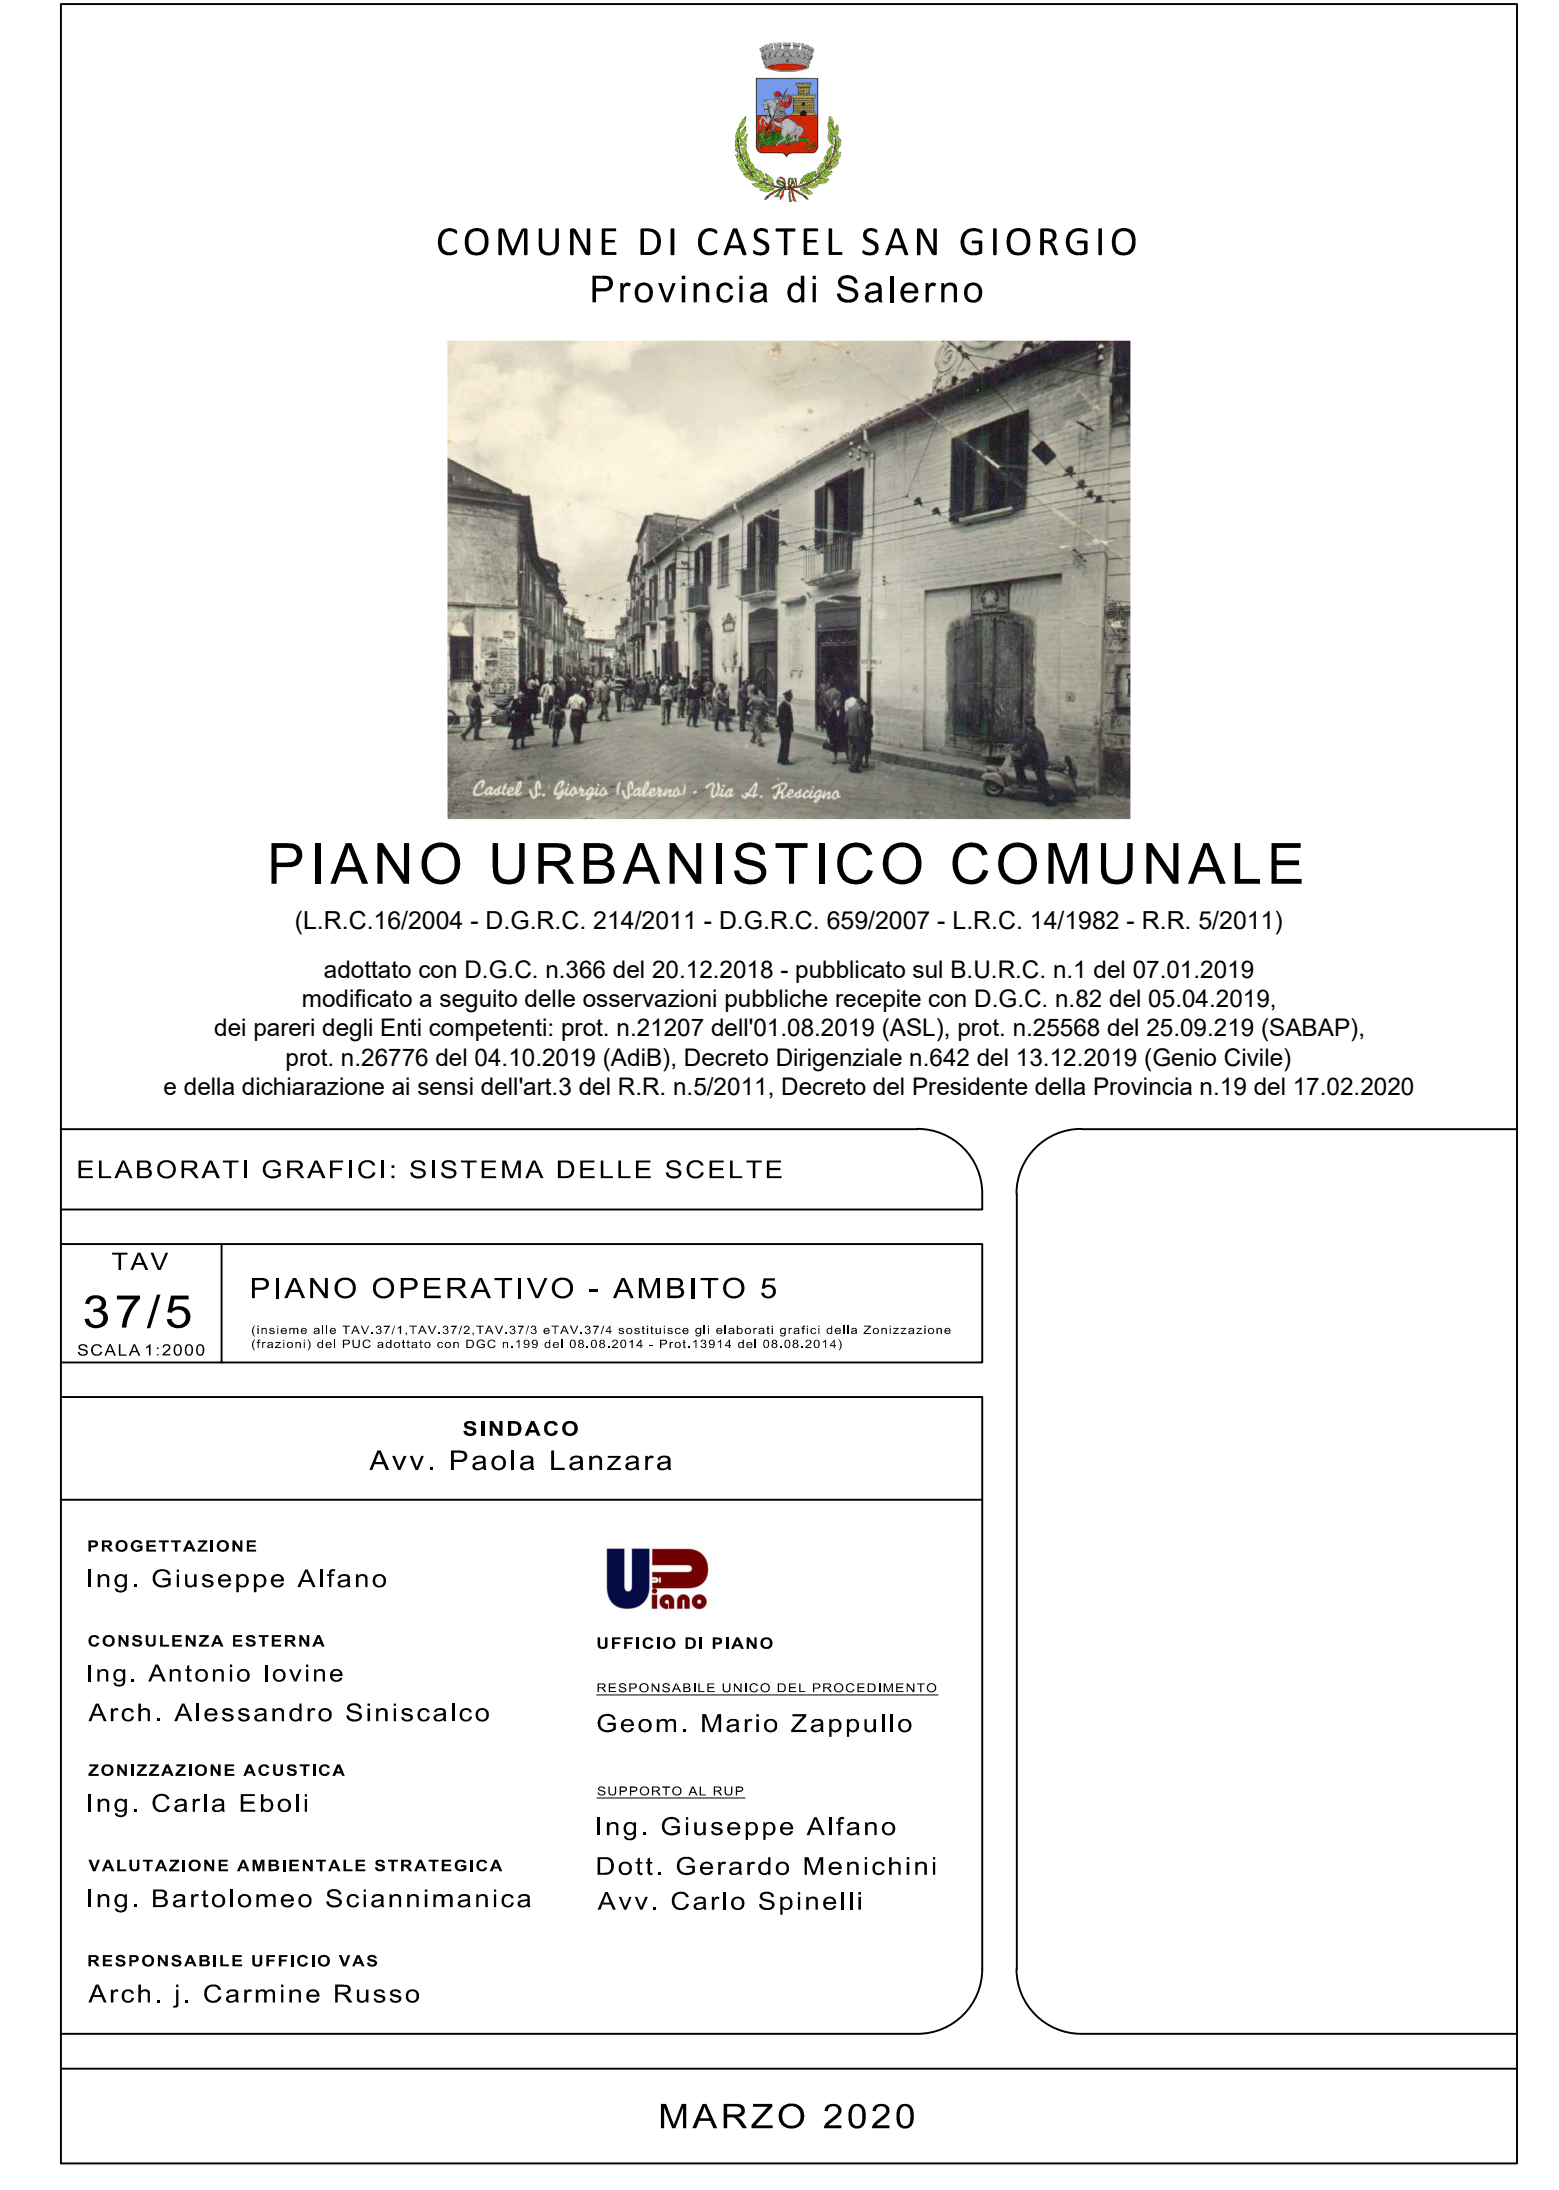 COMUNE DI CASTEL SAN GIORGIO
Provincia di Salerno
Castel S. Giorgio (Salerno) - Via A. Rescigno
PIANO URBANISTICO COMUNALE
(L.R.C.16/2004 - D.G.R.C. 214/2011 - D.G.R.C. 659/2007 - L.R.C. 14/1982 - R.R. 5/2011)
adottato con D.G.C. n.366 del 20.12.2018 - pubblicato sul B.U.R.C. n.1 del 07.01.2019
modificato a seguito delle osservazioni pubbliche recepite con D.G.C. n.82 del 05.04.2019,
dei pareri degli Enti competenti: prot. n.21207 dell'01.08.2019 (ASL), prot. n.25568 del 25.09.219 (SABAP),
prot. n.26776 del 04.10.2019 (AdiB), Decreto Dirigenziale n.642 del 13.12.2019 (Genio Civile)
e della dichiarazione ai sensi dell'art.3 del R.R. n.5/2011, Decreto del Presidente della Provincia n.19 del 17.02.2020
ELABORATI GRAFICI: SISTEMA DELLE SCELTE
TAV
37/5
SCALA 1:2000
PIANO OPERATIVO - AMBITO 5
(insieme alle TAV.37/1,TAV.37/2,TAV.37/3 eTAV.37/4 sostituisce gli elaborati grafici della Zonizzazione
(frazioni) del PUC adottato con DGC n.199 del 08.08.2014 - Prot.13914 del 08.08.2014)
SINDACO
Avv. Paola Lanzara
PROGETTAZIONE
Ing. Giuseppe Alfano
CONSULENZA ESTERNA
Ing. Antonio Iovine
Arch. Alessandro Siniscalco
ZONIZZAZIONE ACUSTICA
Ing. Carla Eboli
VALUTAZIONE AMBIENTALE STRATEGICA
Ing. Bartolomeo Sciannimanica
RESPONSABILE UFFICIO VAS
Arch. j. Carmine Russo
U DI Piano
UFFICIO DI PIANO
RESPONSABILE UNICO DEL PROCEDIMENTO
Geom. Mario Zappullo
SUPPORTO AL RUP
Ing. Giuseppe Alfano
Dott. Gerardo Menichini
Avv. Carlo Spinelli
MARZO 2020